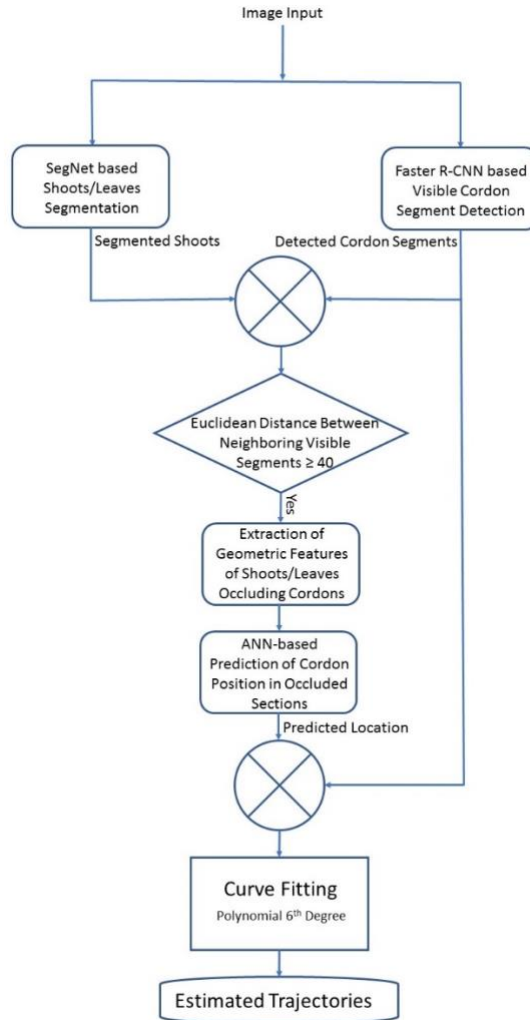 Image Input
SegNet based
Shoots/Leaves
Segmentation
Faster R-CNN based
Visible Cordon
Segment Detection
Segmented Shoots
Detected Cordon Segments
Euclidean Distance Between
Neighboring Visible
Segments ≥ 40
Yes
Extraction of
Geometric Features
of Shoots/Leaves
Occluding Cordons
ANN-based
Prediction of Cordon
Position in Occluded
Sections
Predicted Location
Curve Fitting
Polynomial 6th Degree
Estimated Trajectories